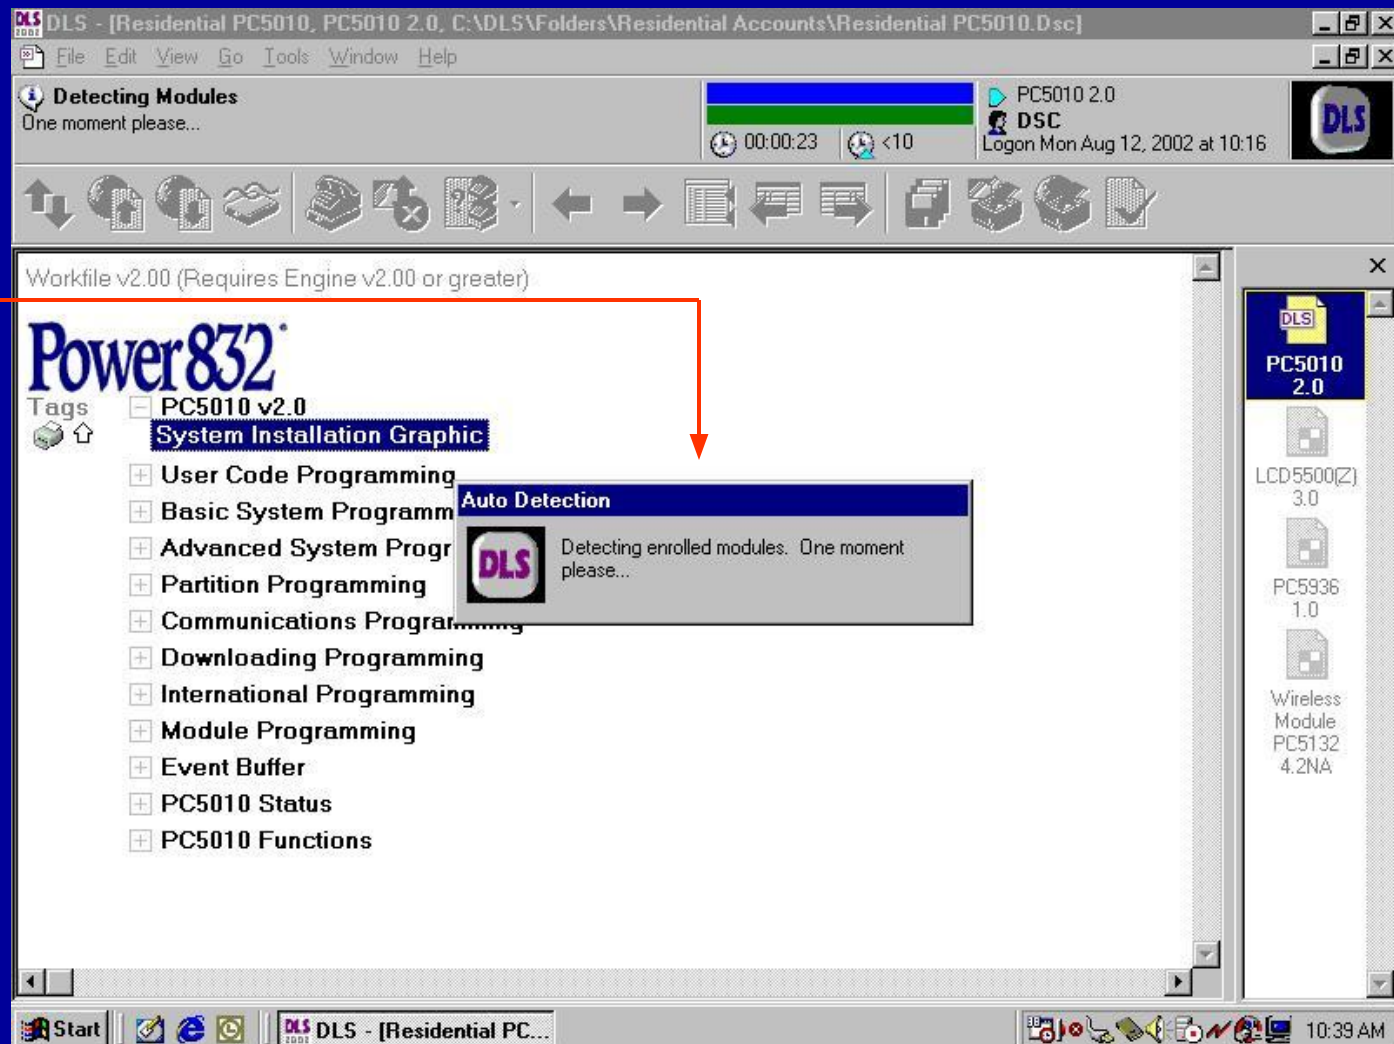 DLS 2002 DLS - [Residential PC5010, PC5010 2.0, C:\DLS\Folders\Residential Accounts\Residential PC5010.Dsc]
File Edit View Go Tools Window Help
Detecting Modules
One moment please...
00:00:23
<10
PC5010 2.0
DSC
Logon Mon Aug 12, 2002 at 10:16
DLS
Workfile v2.00 (Requires Engine v2.00 or greater)
Power832
Tags
PC5010 v2.0
System Installation Graphic
User Code Programming
Basic System Programm
Advanced System Progr
Partition Programming
Communications Programming
Downloading Programming
International Programming
Module Programming
Event Buffer
PC5010 Status
PC5010 Functions
Auto Detection
DLS
Detecting enrolled modules. One moment
please...
DLS
PC5010
2.0
LCD5500(Z)
3.0
PC5936
1.0
Wireless
Module
PC5132
4.2NA
Start
DLS 2002 DLS - [Residential PC...
10:39 AM